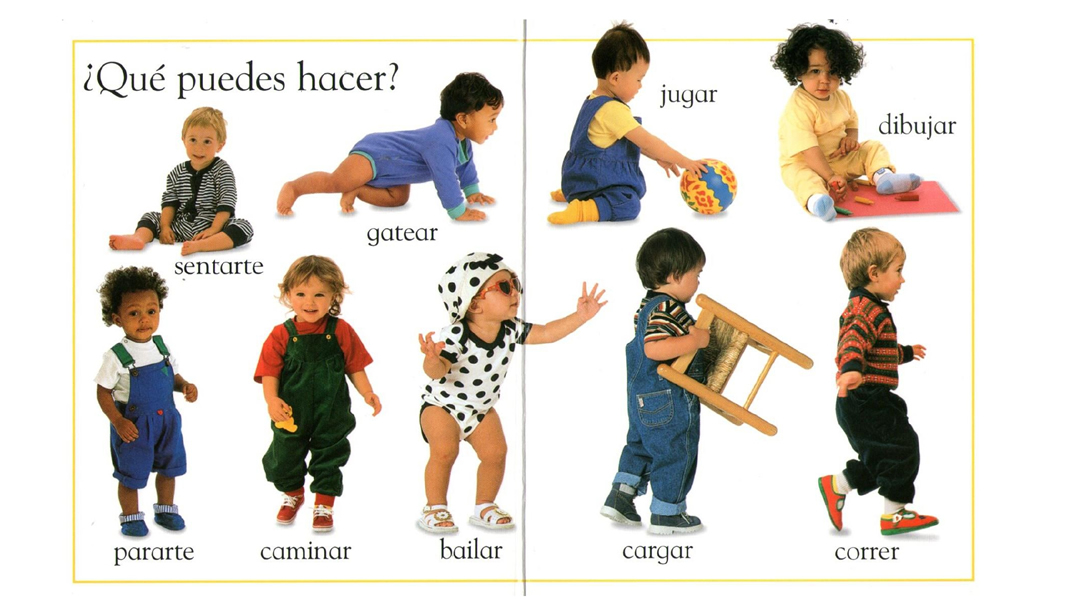 ¿Qué puedes hacer?
sentarte
gatear
jugar
dibujar
pararte
caminar
bailar
cargar
correr